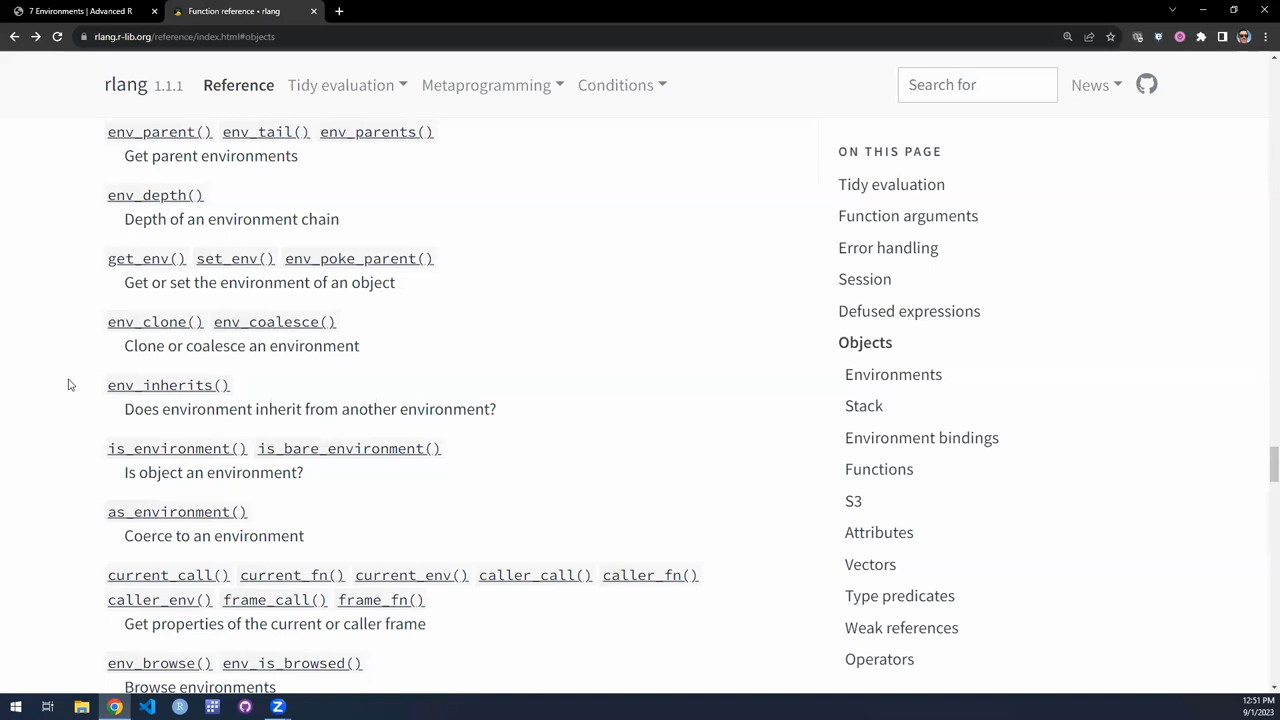 7 Environments | Advanced R
Function reference • rlang
rlang.r-lib.org/reference/index.html#objects
rlang 1.1.1 Reference Tidy evaluation Metaprogramming Conditions Search for News
env_parent() env_tail() env_parents()
Get parent environments
env_depth()
Depth of an environment chain
get_env() set_env() env_poke_parent()
Get or set the environment of an object
env_clone() env_coalesce()
Clone or coalesce an environment
env_inherits()
Does environment inherit from another environment?
is_environment() is_bare_environment()
Is object an environment?
as_environment()
Coerce to an environment
current_call() current_fn() current_env() caller_call() caller_fn()
caller_env() frame_call() frame_fn()
Get properties of the current or caller frame
env_browse() env_is_browsed()
Browse environments
ON THIS PAGE
Tidy evaluation
Function arguments
Error handling
Session
Defused expressions
Objects
Environments
Stack
Environment bindings
Functions
S3
Attributes
Vectors
Type predicates
Weak references
Operators
12:51 PM
9/1/2023